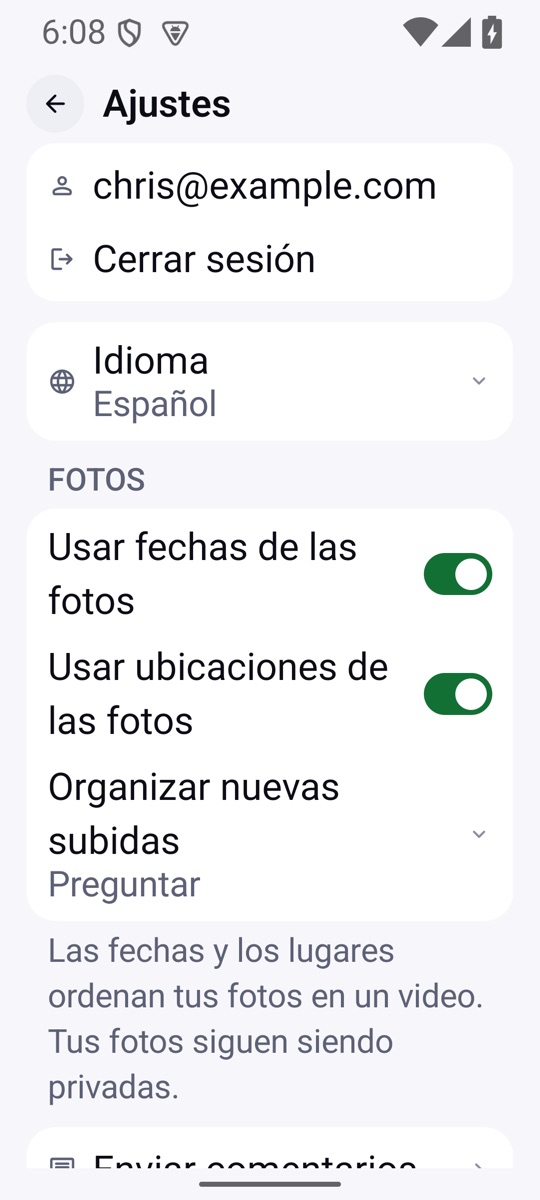 6:08
Ajustes
chris@example.com
Cerrar sesión
Idioma
Español
FOTOS
Usar fechas de las
fotos
Usar ubicaciones de
las fotos
Organizar nuevas
subidas
Preguntar
Las fechas y los lugares
ordenan tus fotos en un video.
Tus fotos siguen siendo
privadas.
Enviar comentarios